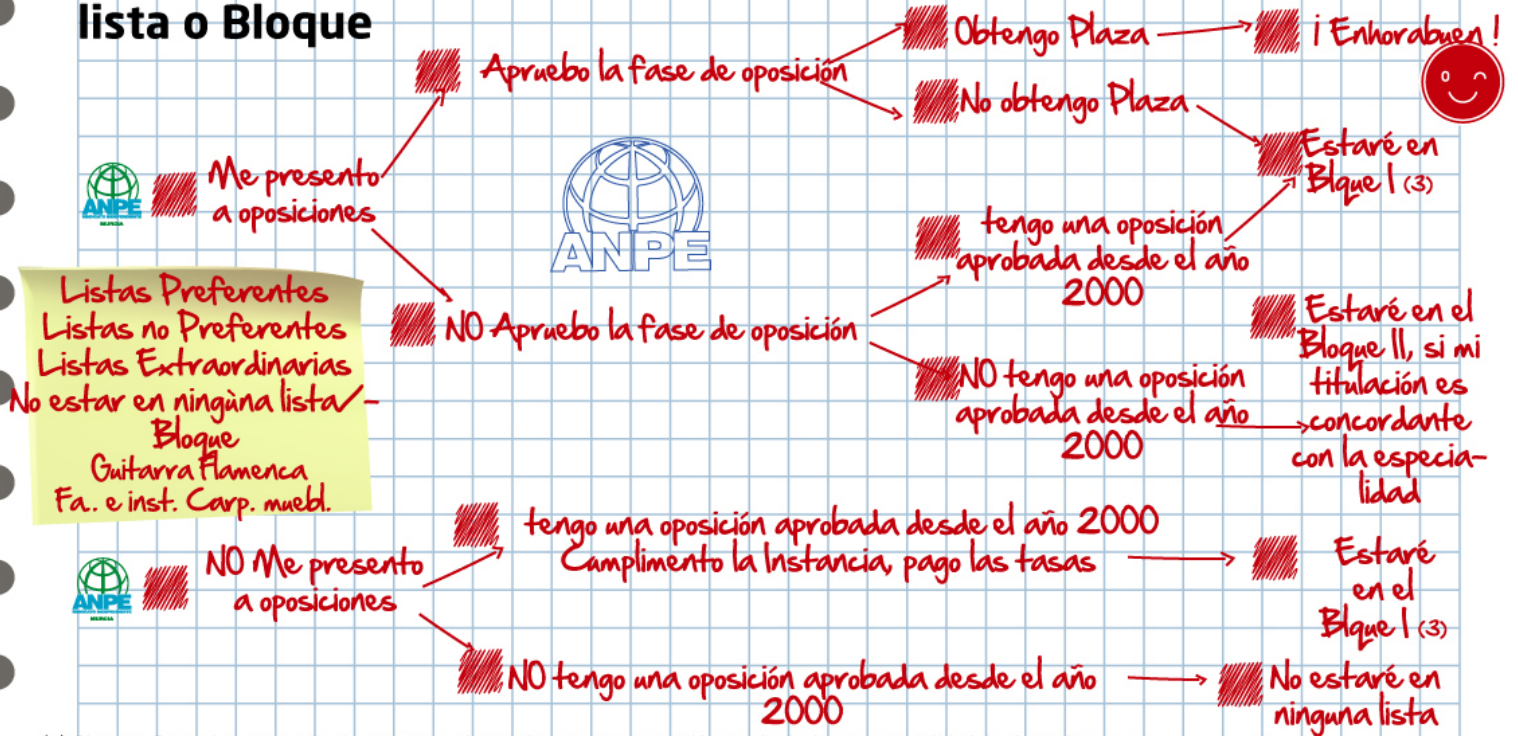 lista o Bloque
Apruebo la fase de oposición
Obtengo Plaza
¡ Enhorabuen !
No obtengo Plaza
Estaré en
Blque I (3)
ANPE
MURCIA
Me presento
a oposiciones
ANPE
tengo una oposición
aprobada desde el año
2000
NO Apruebo la fase de oposición
NO tengo una oposición
aprobada desde el año
2000
Estaré en el
Bloque II, si mi
titulación es
concordante
con la especia-
lidad
Listas Preferentes
Listas no Preferentes
Listas Extraordinarias
No estar en ningùna lista/-
Bloque
Guitarra Flamenca
Fa.. e inst. Carp. muebl.
ANPE
MURCIA
NO Me presento
a oposiciones
tengo una oposición aprobada desde el año 2000
Cumplimento la Instancia, pago las tasas
Estaré
en el
Blque I (3)
NO tengo una oposición aprobada desde el año
2000
No estaré en
ninguna lista